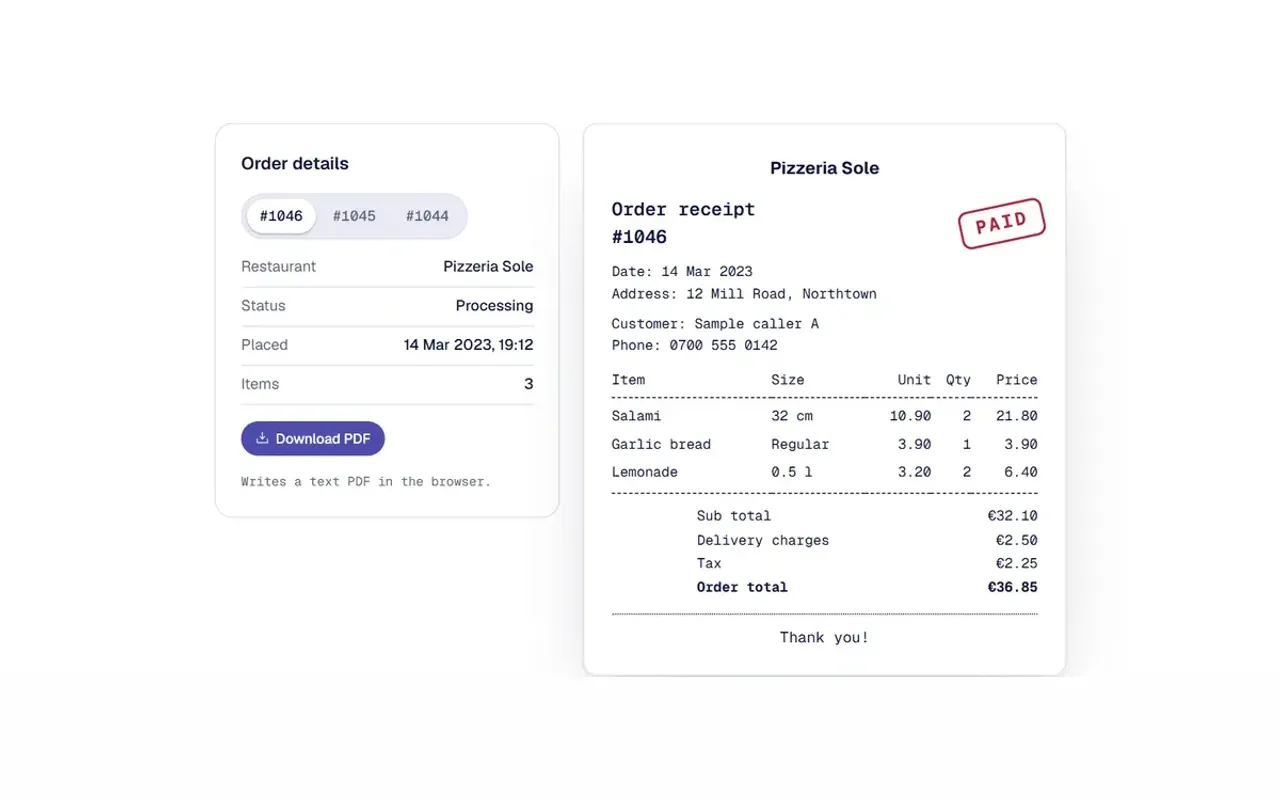 Order details
#1046 #1045 #1044
Restaurant Pizzeria Sole
Status Processing
Placed 14 Mar 2023, 19:12
Items 3
Download PDF
Writes a text PDF in the browser.
Pizzeria Sole
Order receipt
#1046
PAID
Date: 14 Mar 2023
Address: 12 Mill Road, Northtown
Customer: Sample caller A
Phone: 0700 555 0142
Item Size Unit Qty Price
Salami 32 cm 10.90 2 21.80
Garlic bread Regular 3.90 1 3.90
Lemonade 0.5 l 3.20 2 6.40
Sub total €32.10
Delivery charges €2.50
Tax €2.25
Order total €36.85
Thank you!